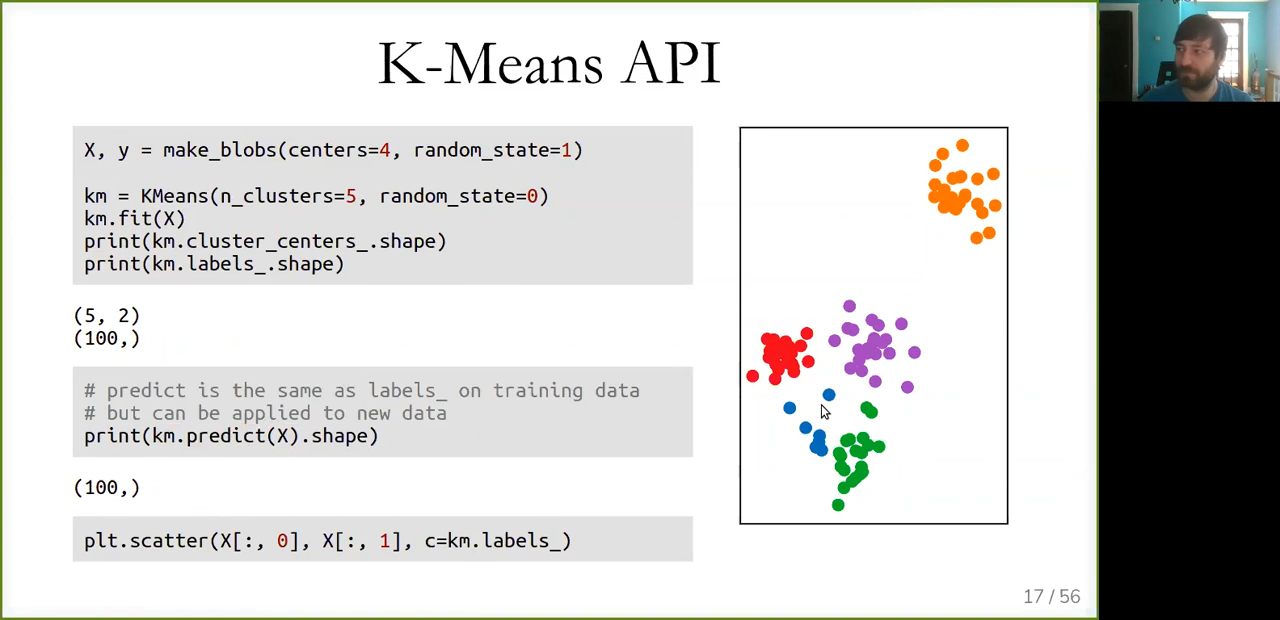 K-Means API
X, y = make_blobs(centers=4, random_state=1)
km = KMeans(n_clusters=5, random_state=0)
km.fit(X)
print(km.cluster_centers_.shape)
print(km.labels_.shape)
(5, 2)
(100,)
# predict is the same as labels_ on training data
# but can be applied to new data
print(km.predict(X).shape)
(100,)
plt.scatter(X[:, 0], X[:, 1], c=km.labels_)
17 / 56